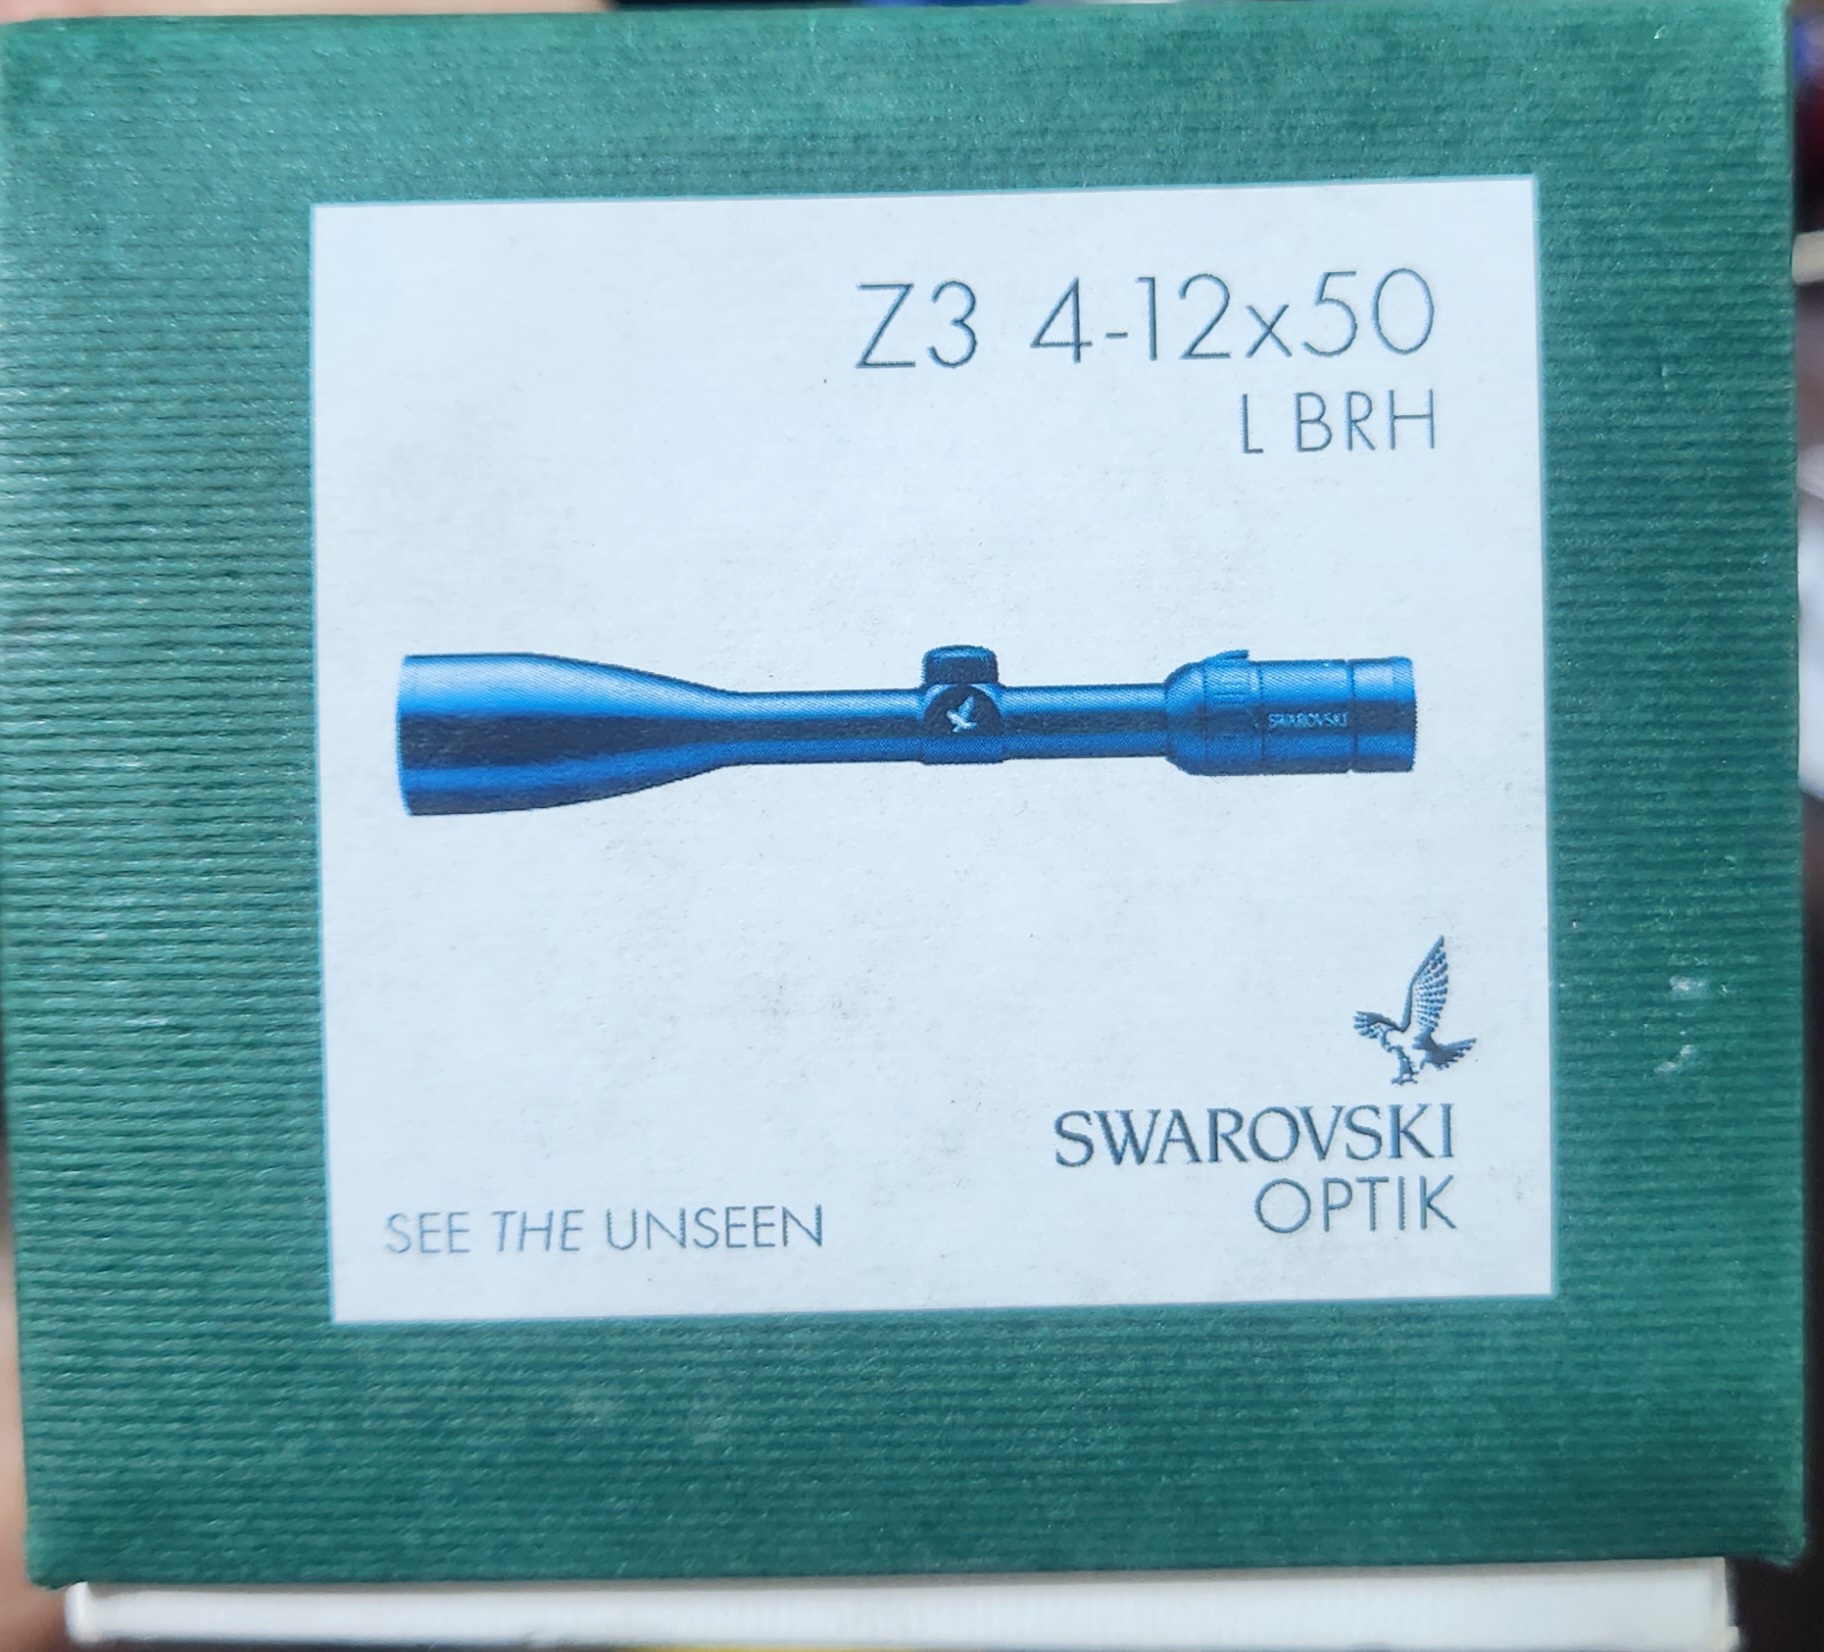 Z3 4-12x50
L BRH
SWAROVSKI
SWAROVSKI
OPTIK
SEE THE UNSEEN